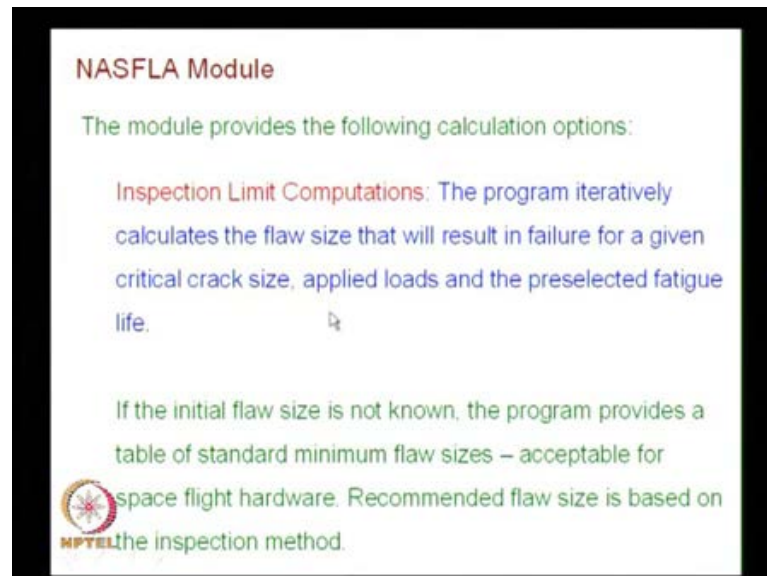 NASFLA Module
The module provides the following calculation options:
Inspection Limit Computations: The program iteratively
calculates the flaw size that will result in failure for a given
critical crack size, applied loads and the preselected fatigue
life.
If the initial flaw size is not known, the program provides a
table of standard minimum flaw sizes – acceptable for
space flight hardware. Recommended flaw size is based on
the inspection method.
NPTEL